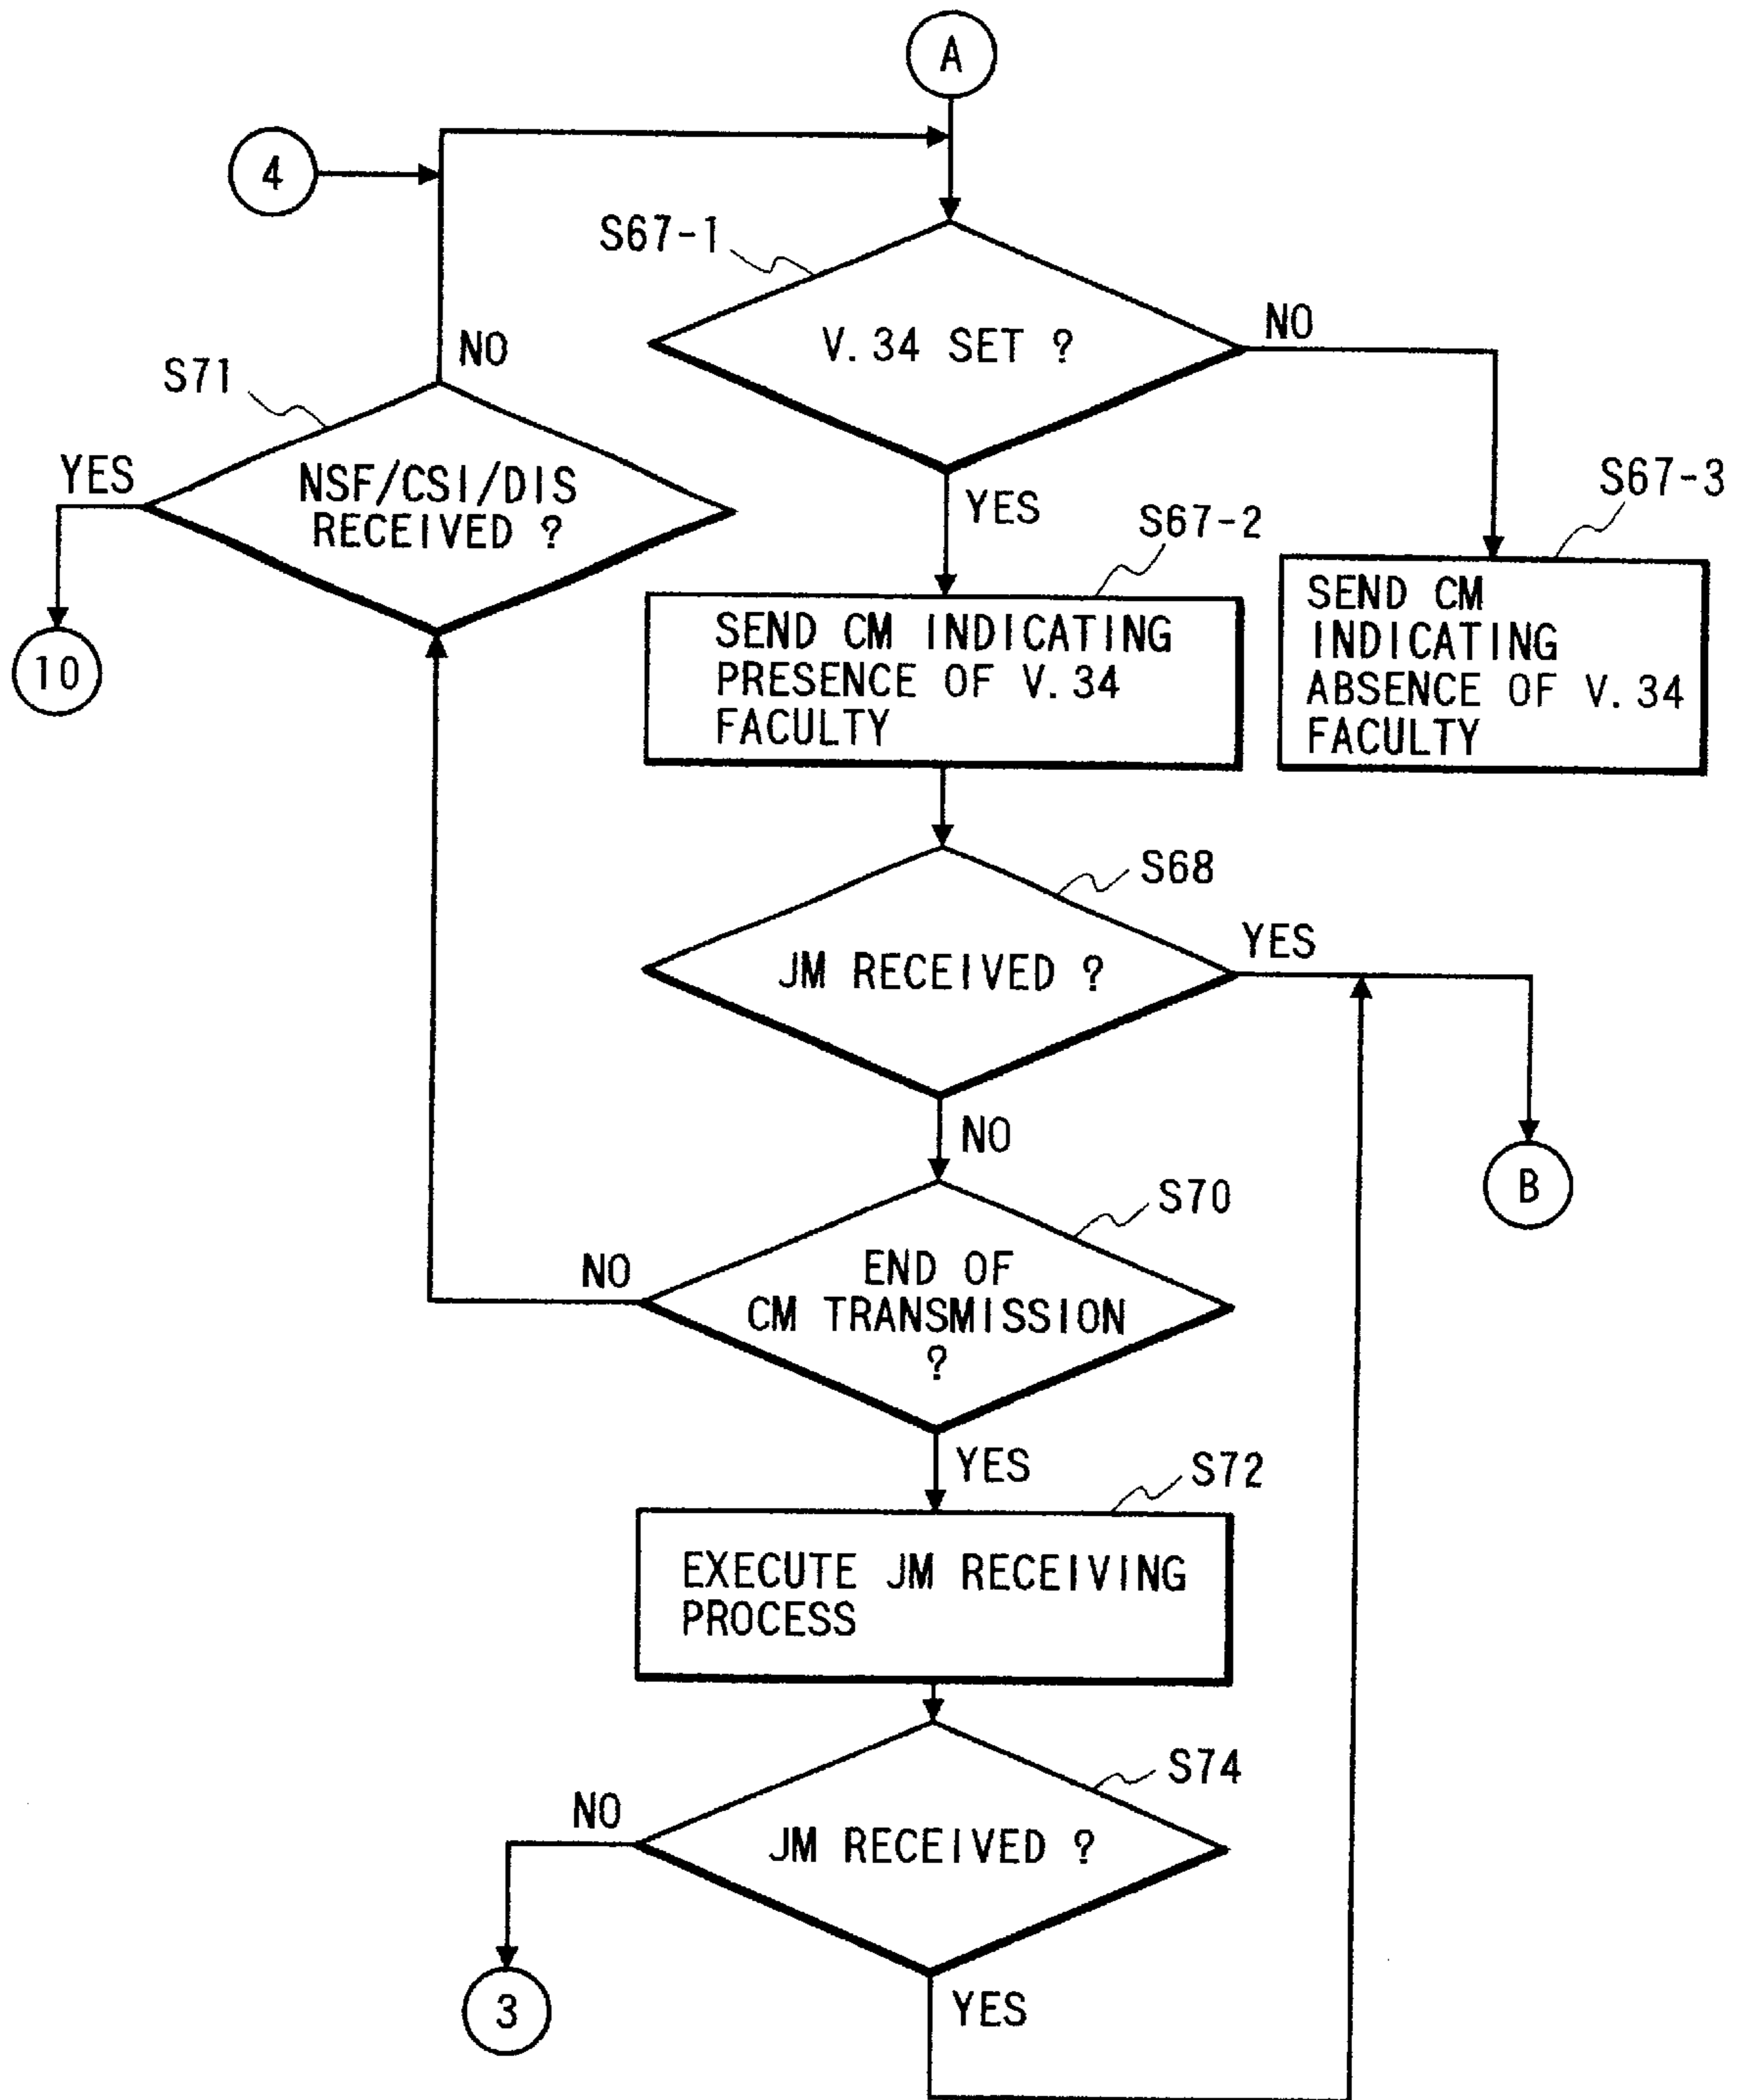 A
4
S67-1
V.34 SET ?
NO
NO
S71
YES
NSF/CSI/DIS
RECEIVED ?
10
YES
S67-2
S67-3
SEND CM INDICATING
PRESENCE OF V.34
FACULTY
SEND CM
INDICATING
ABSENCE OF V.34
FACULTY
S68
JM RECEIVED ?
YES
NO
B
S70
END OF
CM TRANSMISSION
?
NO
YES
S72
EXECUTE JM RECEIVING
PROCESS
S74
JM RECEIVED ?
NO
3
YES